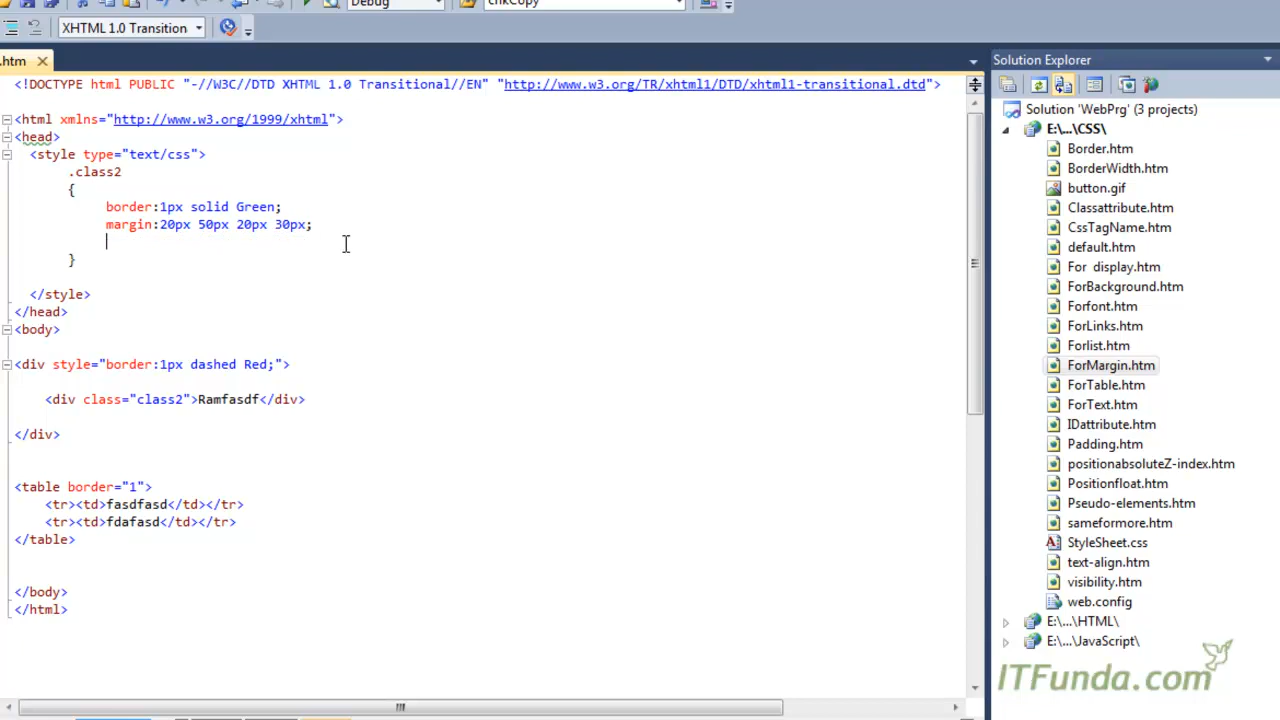 Debug
chkCopy
XHTML 1.0 Transition
.htm
<!DOCTYPE html PUBLIC "-//W3C//DTD XHTML 1.0 Transitional//EN" "http://www.w3.org/TR/xhtml1/DTD/xhtml1-transitional.dtd">
<html xmlns="http://www.w3.org/1999/xhtml">
<head>
<style type="text/css">
.class2
{
border:1px solid Green;
margin:20px 50px 20px 30px;
}
</style>
</head>
<body>
<div style="border:1px dashed Red;">
<div class="class2">Ramfasdf</div>
</div>
<table border="1">
<tr><td>fasdfasd</td></tr>
<tr><td>fdafasd</td></tr>
</table>
</body>
</html>
Solution Explorer
Solution 'WebPrg' (3 projects)
E:\...\CSS\
Border.htm
BorderWidth.htm
button.gif
Classattribute.htm
CssTagName.htm
default.htm
For display.htm
ForBackground.htm
Forfont.htm
ForLinks.htm
Forlist.htm
ForMargin.htm
ForTable.htm
ForText.htm
IDattribute.htm
Padding.htm
positionabsoluteZ-index.htm
Positionfloat.htm
Pseudo-elements.htm
sameformore.htm
StyleSheet.css
text-align.htm
visibility.htm
web.config
E:\...\HTML\
E:\...\JavaScript\
ITFunda.com